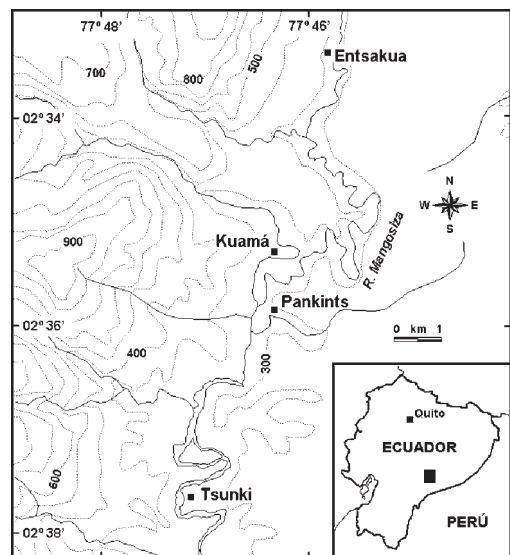 77° 48'
77° 46'
Entsakua
700
800
500
02° 34'
N
W E
S
Kuamá
900
R. Mangosiza
Pankints
02° 36'
0 km 1
400
300
Quito
ECUADOR
600
Tsunki
PERÚ
02° 38'